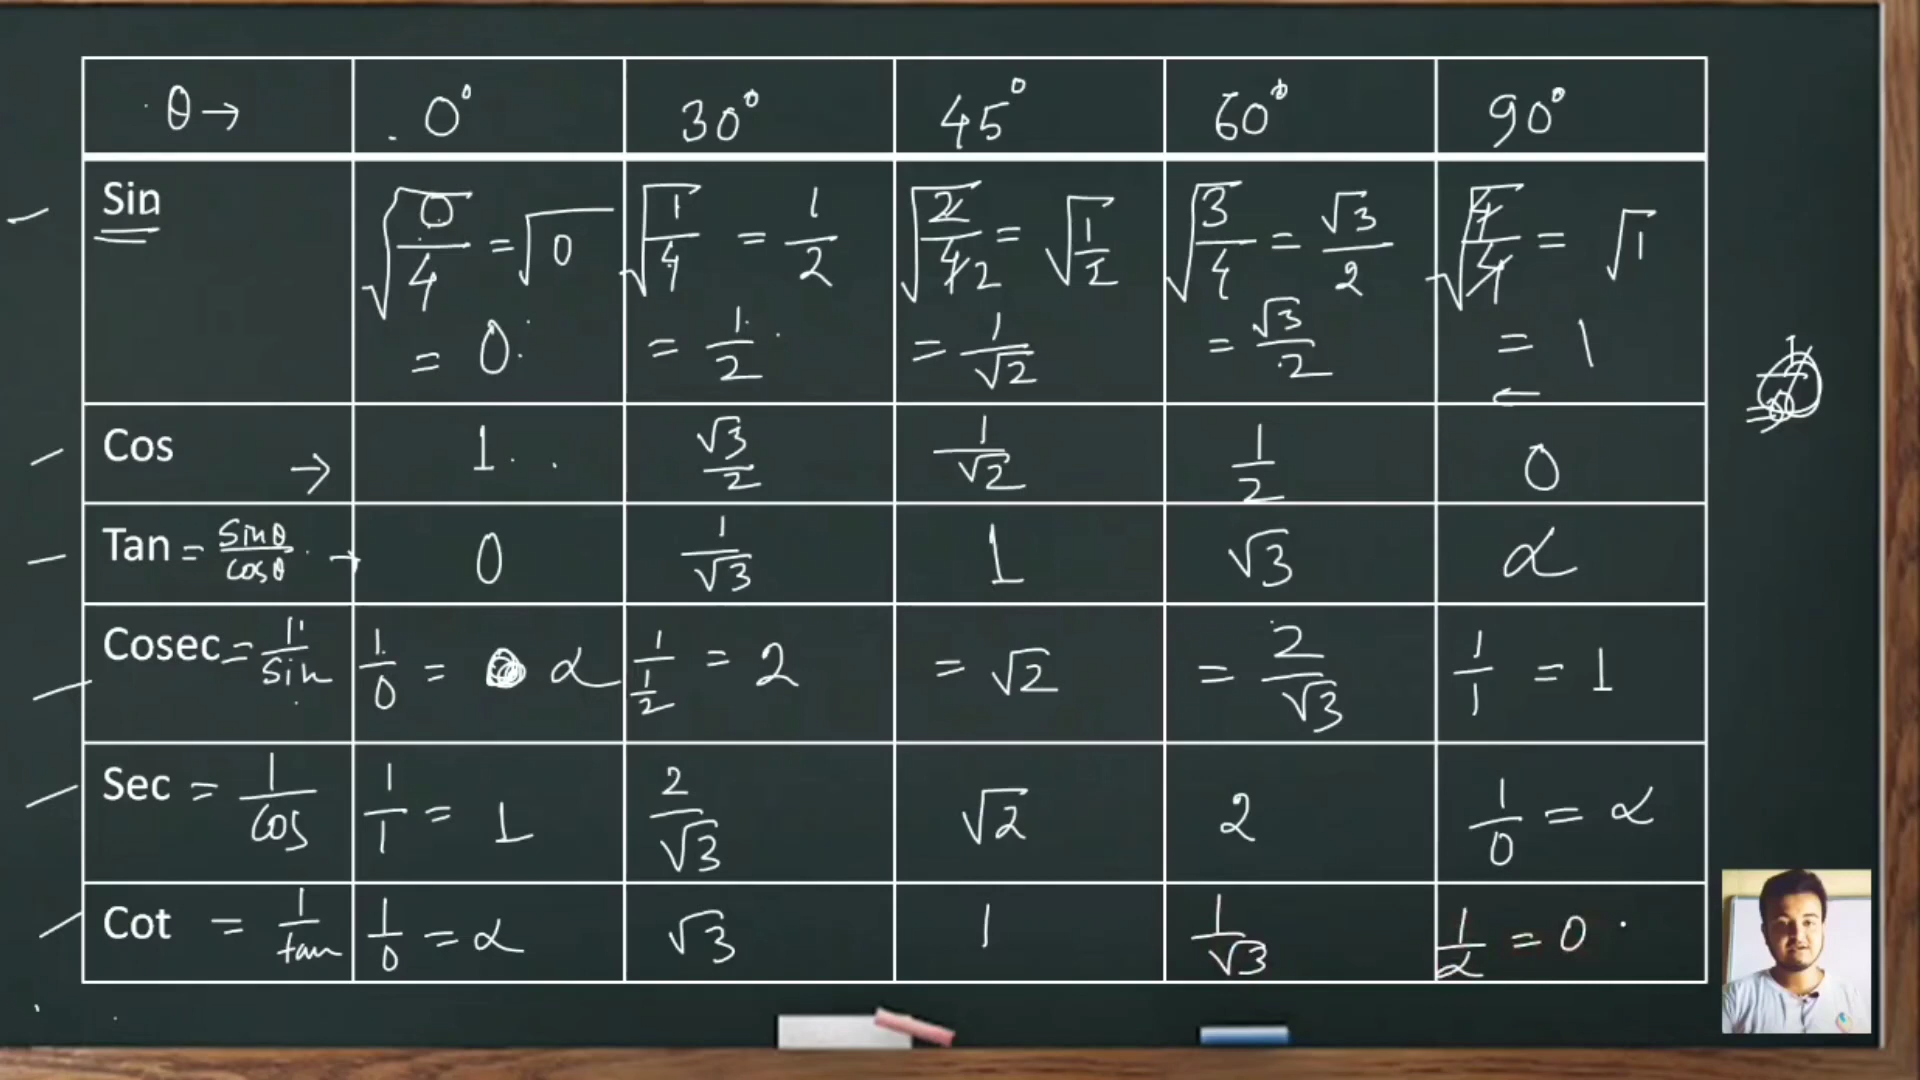 θ → 0° 30° 45° 60° 90°
Sin √(0/4) = √0 = 0 √(1/4) = 1/2 = 1/2 √(2/4) 2 = √(1/2) = 1/√2 √(3/4) = √3/2 = √3/2 √(4/4) = √1 = 1
Cos → 1 √3/2 1/√2 1/2 0
Tan = Sinθ/cosθ → 0 1/√3 1 √3 α
Cosec = 1/Sin 1/0 = α 1/(1/2) = 2 = √2 = 2/√3 1/1 = 1
Sec = 1/cos 1/1 = 1 2/√3 √2 2 1/0 = α
Cot = 1/tan 1/0 = α √3 1 1/√3 1/α = 0